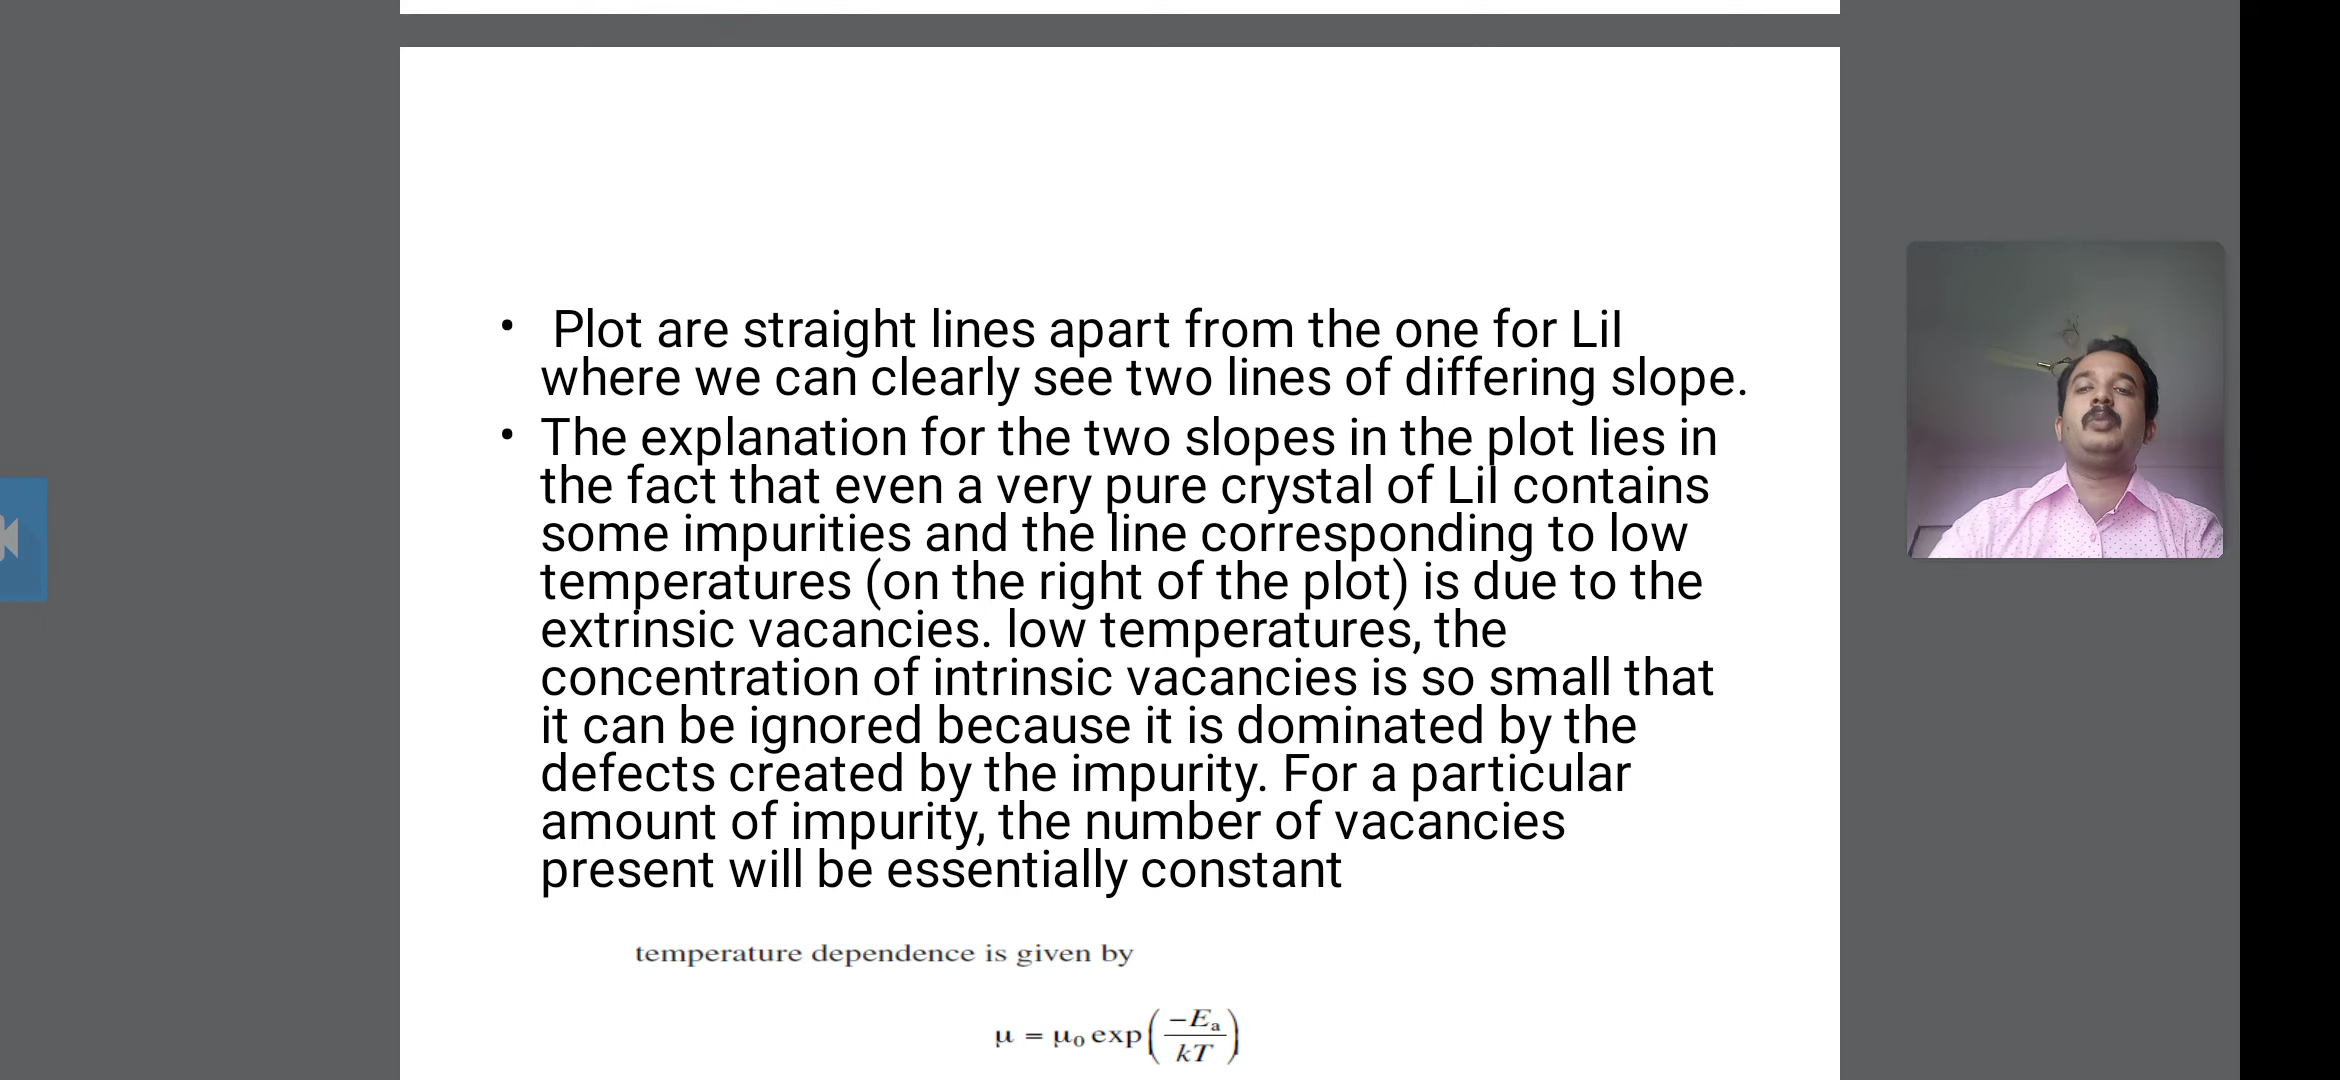 • Plot are straight lines apart from the one for LiI
where we can clearly see two lines of differing slope.
• The explanation for the two slopes in the plot lies in
the fact that even a very pure crystal of LiI contains
some impurities and the line corresponding to low
temperatures (on the right of the plot) is due to the
extrinsic vacancies. low temperatures, the
concentration of intrinsic vacancies is so small that
it can be ignored because it is dominated by the
defects created by the impurity. For a particular
amount of impurity, the number of vacancies
present will be essentially constant
temperature dependence is given by
μ = μ₀ exp(−Eₐ/kT)